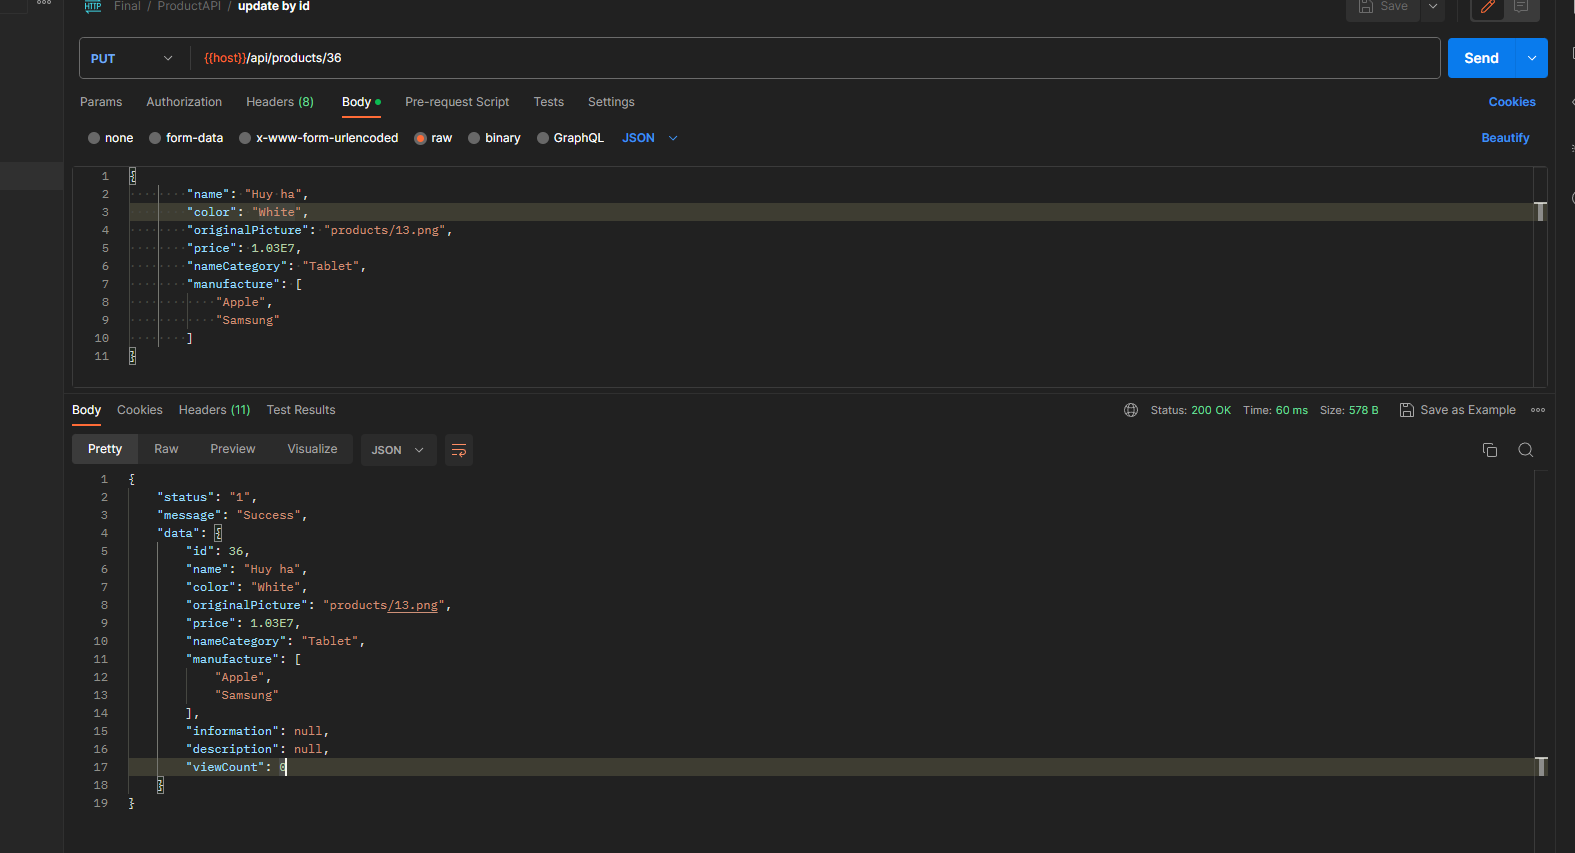 HTTP Final / ProductAPI / update by id
Save
PUT {{host}}/api/products/36
Send
Params Authorization Headers (8) Body Pre-request Script Tests Settings
Cookies
none form-data x-www-form-urlencoded raw binary GraphQL JSON
Beautify
1 {
2 "name": "Huy ha",
3 "color": "White",
4 "originalPicture": "products/13.png",
5 "price": 1.03E7,
6 "nameCategory": "Tablet",
7 "manufacture": [
8 "Apple",
9 "Samsung"
10 ]
11 }
Body Cookies Headers (11) Test Results
Status: 200 OK Time: 60 ms Size: 578 B Save as Example
Pretty Raw Preview Visualize JSON
1 {
2 "status": "1",
3 "message": "Success",
4 "data": {
5 "id": 36,
6 "name": "Huy ha",
7 "color": "White",
8 "originalPicture": "products/13.png",
9 "price": 1.03E7,
10 "nameCategory": "Tablet",
11 "manufacture": [
12 "Apple",
13 "Samsung"
14 ],
15 "information": null,
16 "description": null,
17 "viewCount": 0
18 }
19 }